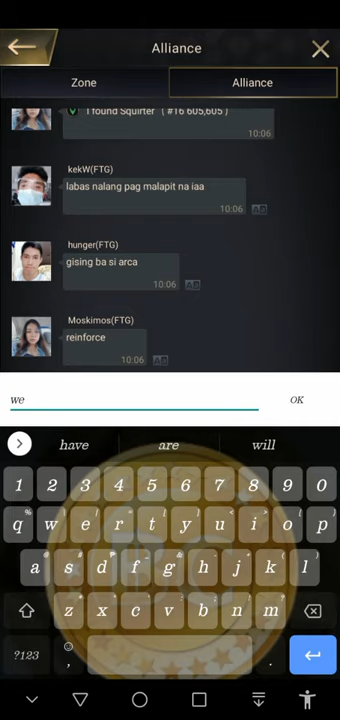 Alliance
Zone
Alliance
I found Squirter ( #16 605,605 )
10:06
kekW(FTG)
labas nalang pag malapit na iaa
10:06
hunger(FTG)
gising ba si arca
10:06
Moskimos(FTG)
reinforce
10:06
we
OK
have are will
1 2 3 4 5 6 7 8 9 0
q w e r t y u i o p
a s d f g h j k l
z x c v b n m
?123 , .